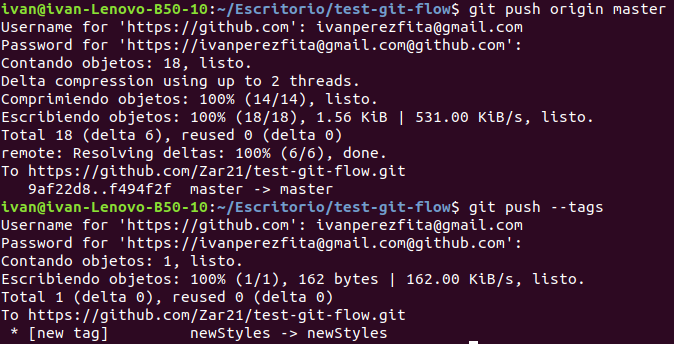 ivan@ivan-Lenovo-B50-10:~/Escritorio/test-git-flow$ git push origin master
Username for 'https://github.com': ivanperezfita@gmail.com
Password for 'https://ivanperezfita@gmail.com@github.com':
Contando objetos: 18, listo.
Delta compression using up to 2 threads.
Comprimiendo objetos: 100% (14/14), listo.
Escribiendo objetos: 100% (18/18), 1.56 KiB | 531.00 KiB/s, listo.
Total 18 (delta 6), reused 0 (delta 0)
remote: Resolving deltas: 100% (6/6), done.
To https://github.com/Zar21/test-git-flow.git
   9af22d8..f494f2f  master -> master
ivan@ivan-Lenovo-B50-10:~/Escritorio/test-git-flow$ git push --tags
Username for 'https://github.com': ivanperezfita@gmail.com
Password for 'https://ivanperezfita@gmail.com@github.com':
Contando objetos: 1, listo.
Escribiendo objetos: 100% (1/1), 162 bytes | 162.00 KiB/s, listo.
Total 1 (delta 0), reused 0 (delta 0)
To https://github.com/Zar21/test-git-flow.git
 * [new tag]         newStyles -> newStyles